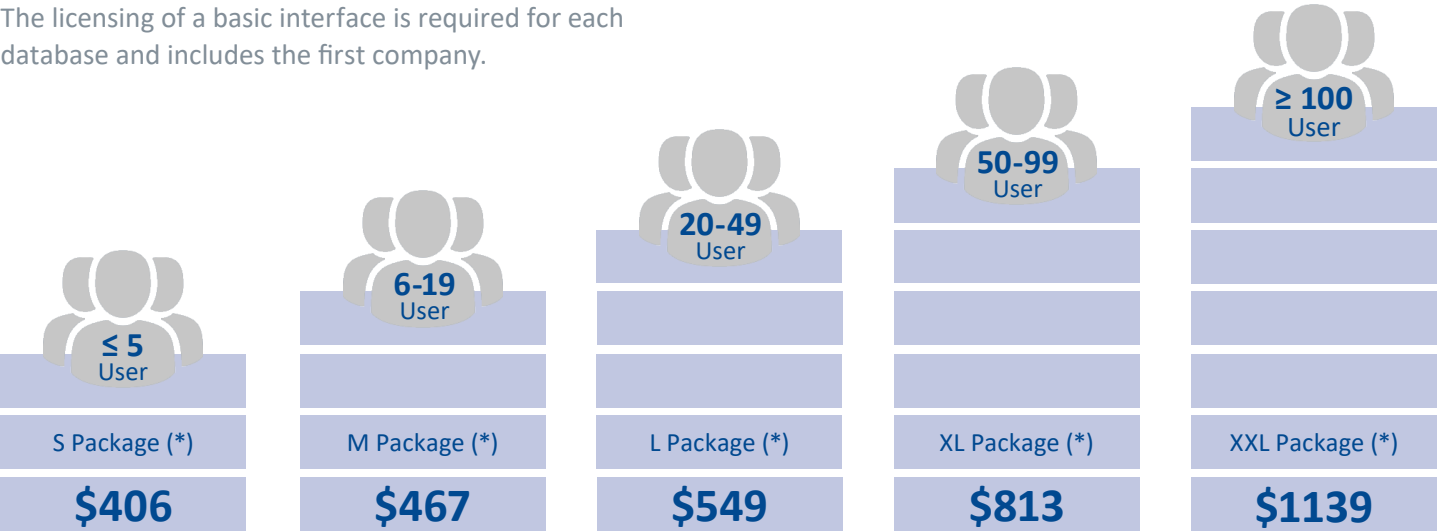 The licensing of a basic interface is required for each
database and includes the first company.
≤ 5
User
S Package (*)
$406
6-19
User
M Package (*)
$467
20-49
User
L Package (*)
$549
50-99
User
XL Package (*)
$813
≥ 100
User
XXL Package (*)
$1139